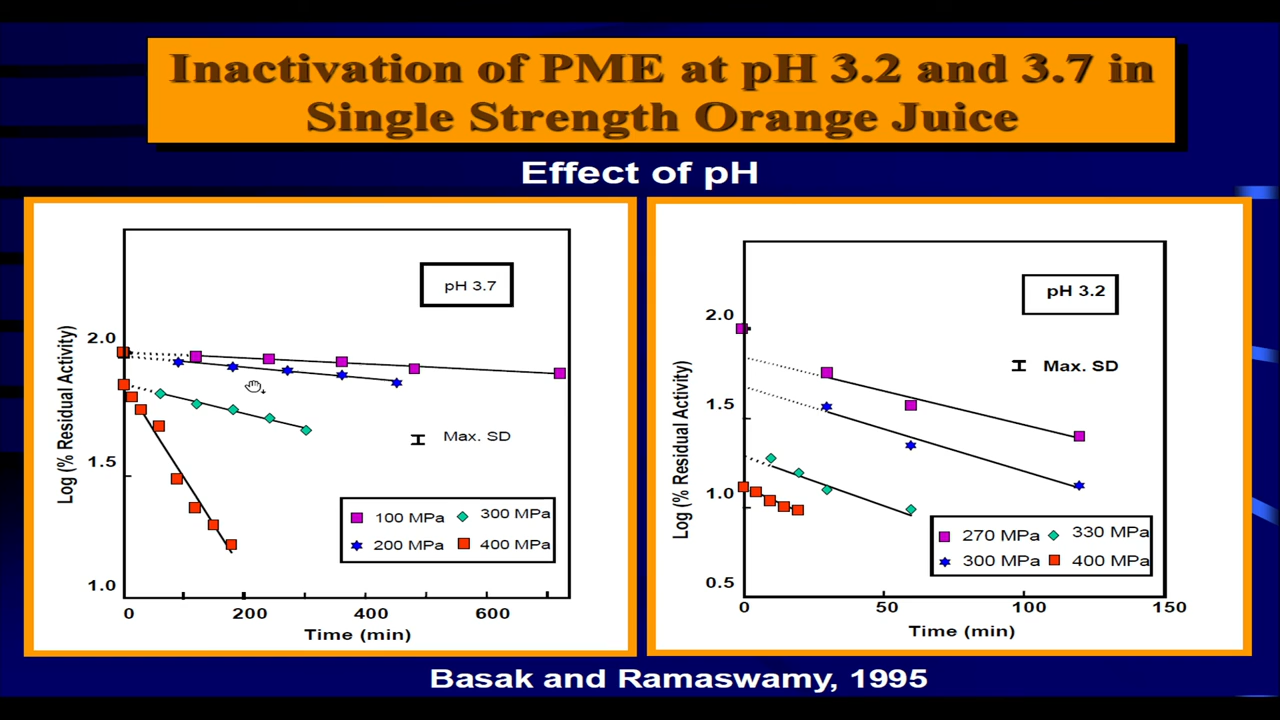 Inactivation of PME at pH 3.2 and 3.7 in
Single Strength Orange Juice
Effect of pH
pH 3.7
Log (% Residual Activity)
2.0
1.5
1.0
Max. SD
100 MPa
300 MPa
200 MPa
400 MPa
0
200
400
600
Time (min)
pH 3.2
Log (% Residual Activity)
2.0
1.5
1.0
0.5
Max. SD
270 MPa
330 MPa
300 MPa
400 MPa
0
50
100
150
Time (min)
Basak and Ramaswamy, 1995